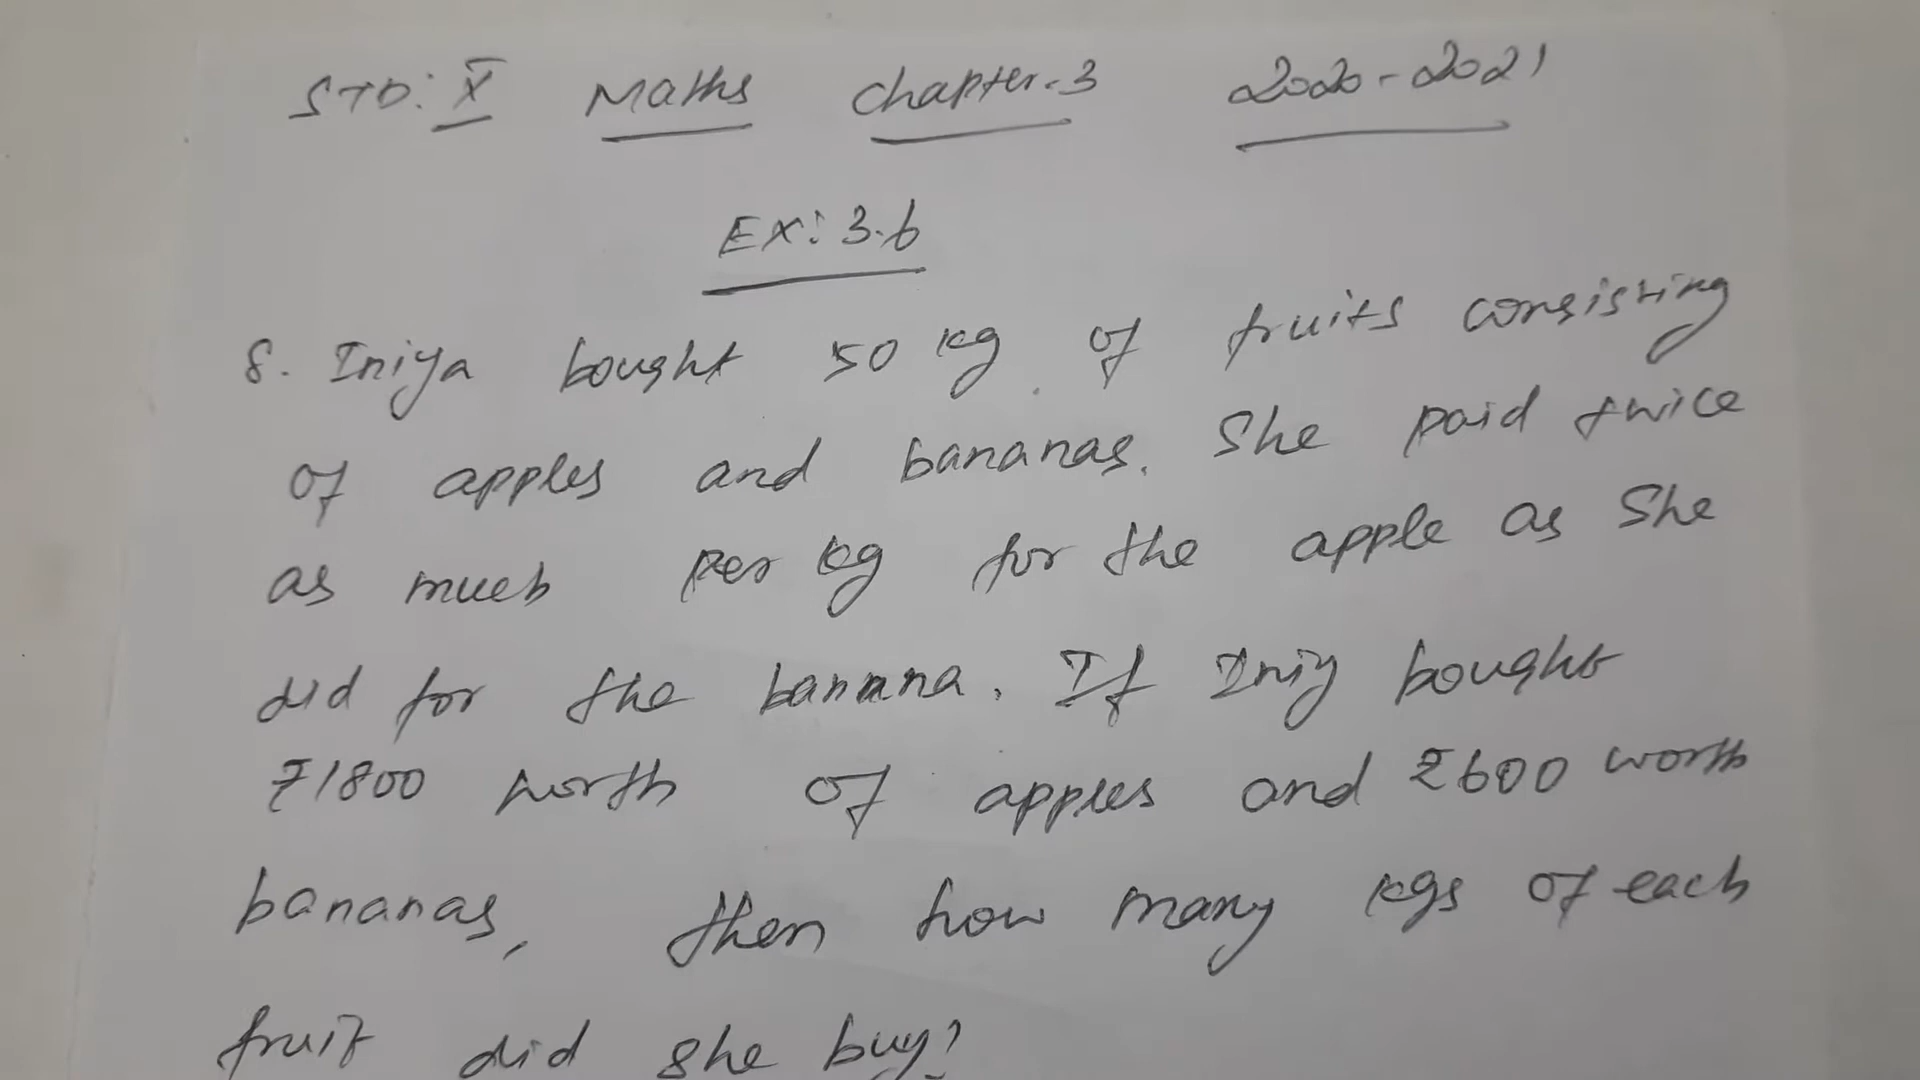 STD: X Maths chapter-3 2020-2021
EX: 3.6
8. Iniya bought 50 kg of fruits consisting
of apples and bananas. She paid twice
as much per kg for the apple as She
did for the banana. If Iniy bought
₹1800 worth of apples and ₹600 worth
bananas, then how many kgs of each
fruit did she buy?